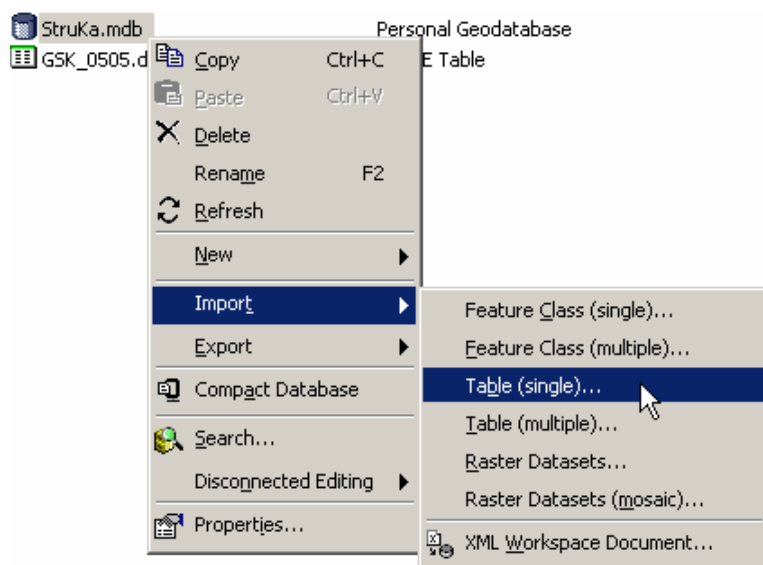 StruKa.mdb Personal Geodatabase
GSK_0505.d E Table
Copy Ctrl+C
Paste Ctrl+V
Delete
Rename F2
Refresh
New
Import
Export
Compact Database
Search...
Disconnected Editing
Properties...
Feature Class (single)...
Feature Class (multiple)...
Table (single)...
Table (multiple)...
Raster Datasets...
Raster Datasets (mosaic)...
XML Workspace Document...